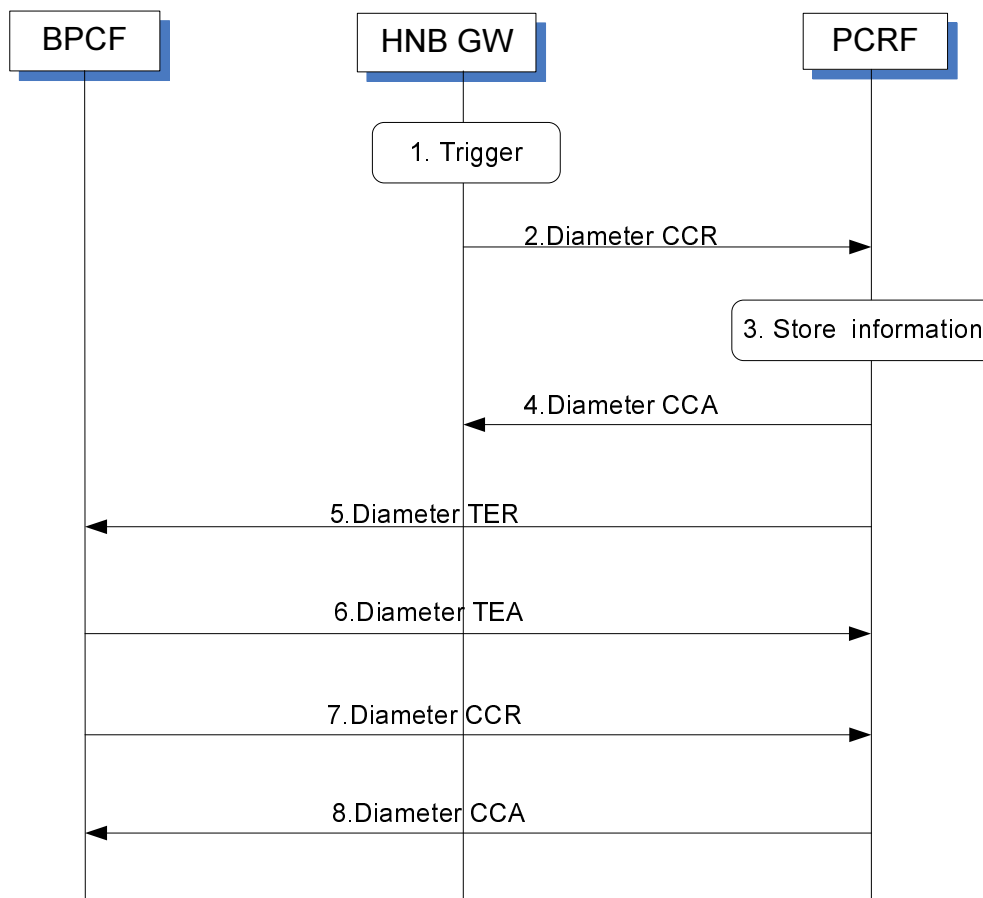 BPCF
HNB GW
PCRF
1. Trigger
2.Diameter CCR
3. Store information
4.Diameter CCA
5.Diameter TER
6.Diameter TEA
7.Diameter CCR
8.Diameter CCA